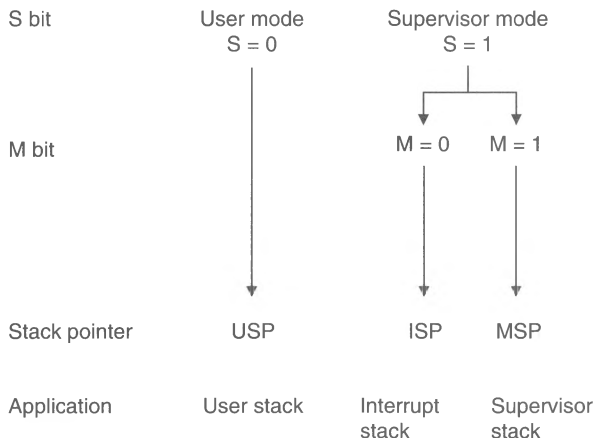 S bit User mode Supervisor mode
S = 0 S = 1
M bit M = 0 M = 1
Stack pointer USP ISP MSP
Application User stack Interrupt Supervisor
stack stack